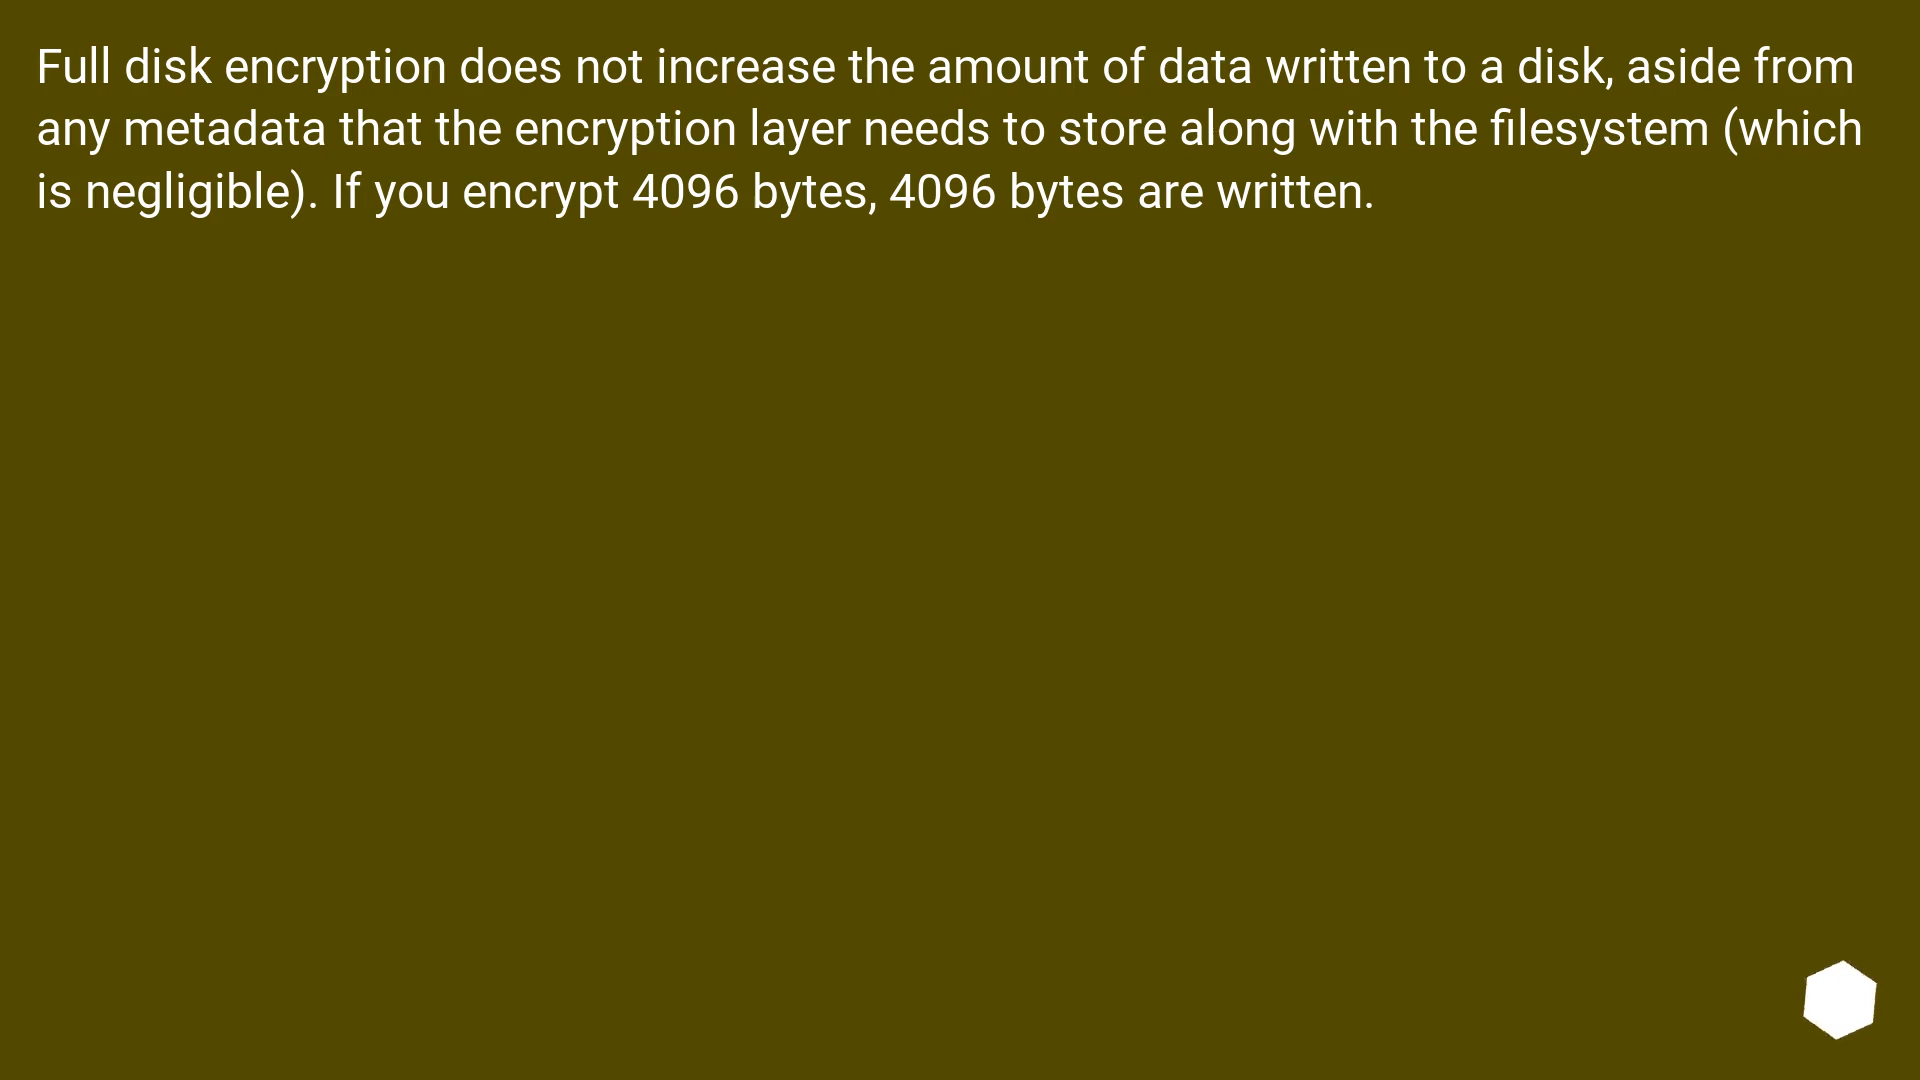 Full disk encryption does not increase the amount of data written to a disk, aside from
any metadata that the encryption layer needs to store along with the filesystem (which
is negligible). If you encrypt 4096 bytes, 4096 bytes are written.